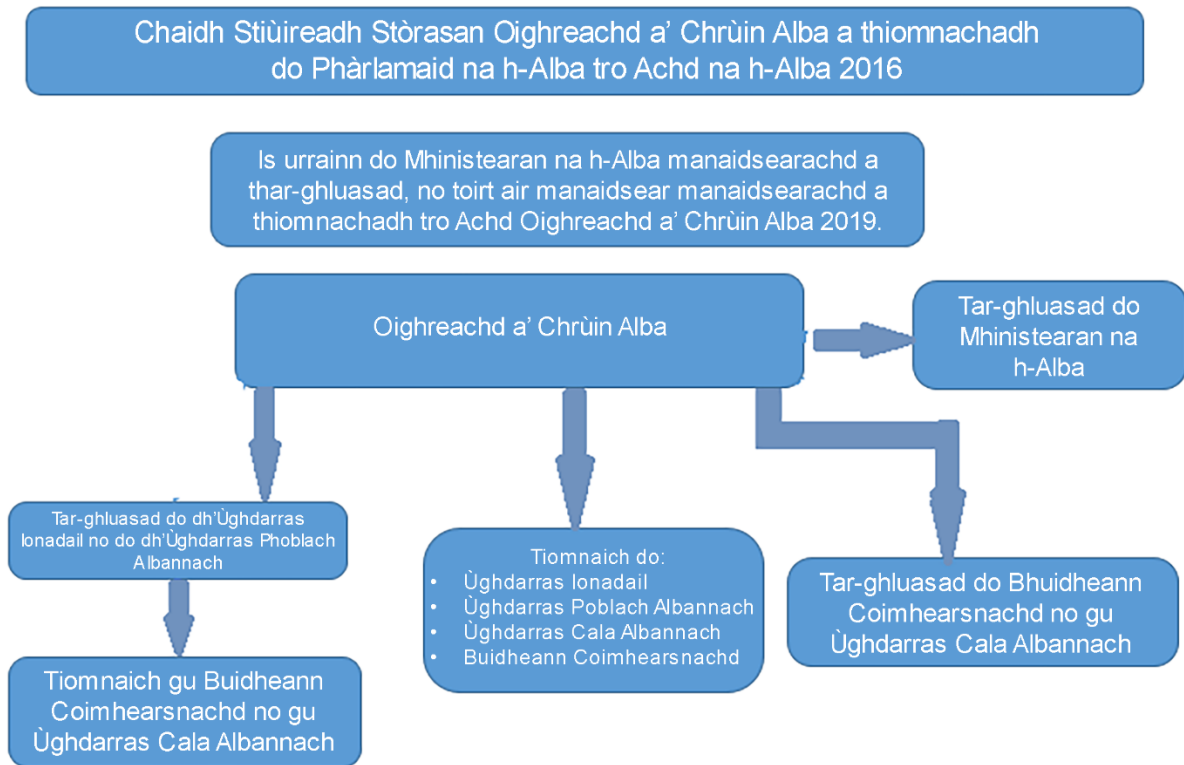 Chaidh Stiùireadh Stòrasan Oighreachd a’ Chrùin Alba a thiomnachadh
do Phàrlamaid na h-Alba tro Achd na h-Alba 2016
Is urrainn do Mhinistearan na h-Alba manaidsearachd a
thar-ghluasad, no toirt air manaidsear manaidsearachd a
thiomnachadh tro Achd Oighreachd a’ Chrùin Alba 2019.
Oighreachd a’ Chrùin Alba
Tar-ghluasad do
Mhinistearan na
h-Alba
Tar-ghluasad do dh’Ùghdarras
Ionadail no do dh’Ùghdarras Phoblach
Albannach
Tiomnaich do:
• Ùghdarras Ionadail
• Ùghdarras Poblach Albannach
• Ùghdarras Cala Albannach
• Buidheann Coimhearsnachd
Tar-ghluasad do Bhuidheann
Coimhearsnachd no gu
Ùghdarras Cala Albannach
Tiomnaich gu Buidheann
Coimhearsnachd no gu
Ùghdarras Cala Albannach